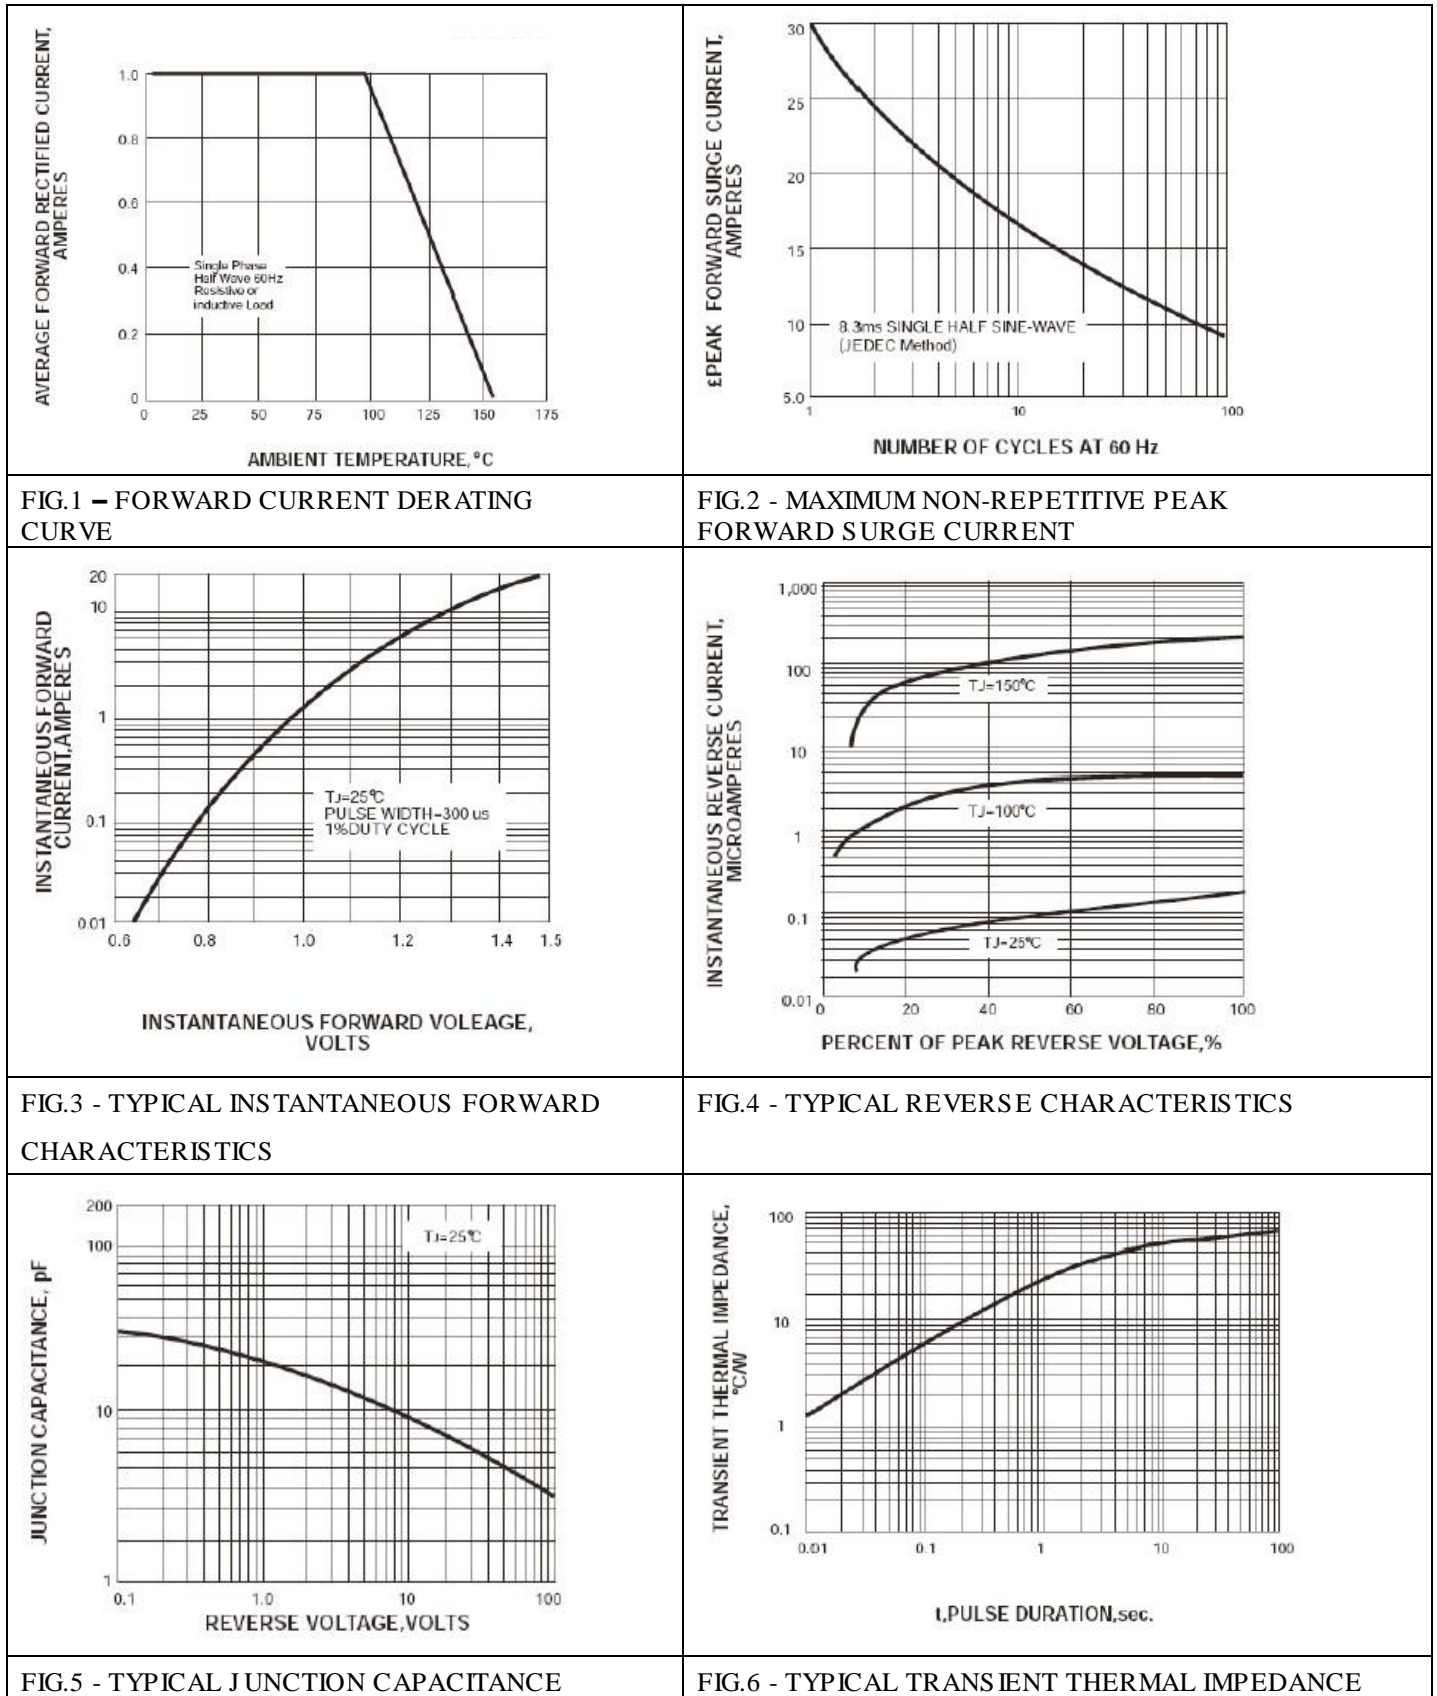 AVERAGE FORWARD RECTIFIED CURRENT,
AMPERES
1.0
0.8
0.6
0.4
0.2
0
Single Phase
Half Wave 60Hz
Resistive or
inductive Load
0 25 50 75 100 125 150 175
AMBIENT TEMPERATURE,°C
£PEAK FORWARD SURGE CURRENT,
AMPERES
30
25
20
15
10
5.0
8.3ms SINGLE HALF SINE-WAVE
(JEDEC Method)
1 10 100
NUMBER OF CYCLES AT 60 Hz
FIG.1 – FORWARD CURRENT DERATING
CURVE
FIG.2 - MAXIMUM NON-REPETITIVE PEAK
FORWARD SURGE CURRENT
INSTANTANEOUS FORWARD
CURRENT,AMPERES
20
10
1
0.1
0.01
TJ=25℃
PULSE WIDTH-300 us
1%DUTY CYCLE
0.6 0.8 1.0 1.2 1.4 1.5
INSTANTANEOUS FORWARD VOLEAGE,
VOLTS
INSTANTANEOUS REVERSE CURRENT,
MICROAMPERES
1,000
100
10
1
0.1
0.01
TJ=150℃
TJ=100℃
TJ=25℃
0 20 40 60 80 100
PERCENT OF PEAK REVERSE VOLTAGE,%
FIG.3 - TYPICAL INSTANTANEOUS FORWARD
CHARACTERISTICS
FIG.4 - TYPICAL REVERSE CHARACTERISTICS
JUNCTION CAPACITANCE, pF
200
100
10
1
TJ=25℃
0.1 1.0 10 100
REVERSE VOLTAGE,VOLTS
TRANSIENT THERMAL IMPEDANCE,
°C/W
100
10
1
0.1
0.01 0.1 1 10 100
t,PULSE DURATION,sec.
FIG.5 - TYPICAL JUNCTION CAPACITANCE
FIG.6 - TYPICAL TRANSIENT THERMAL IMPEDANCE